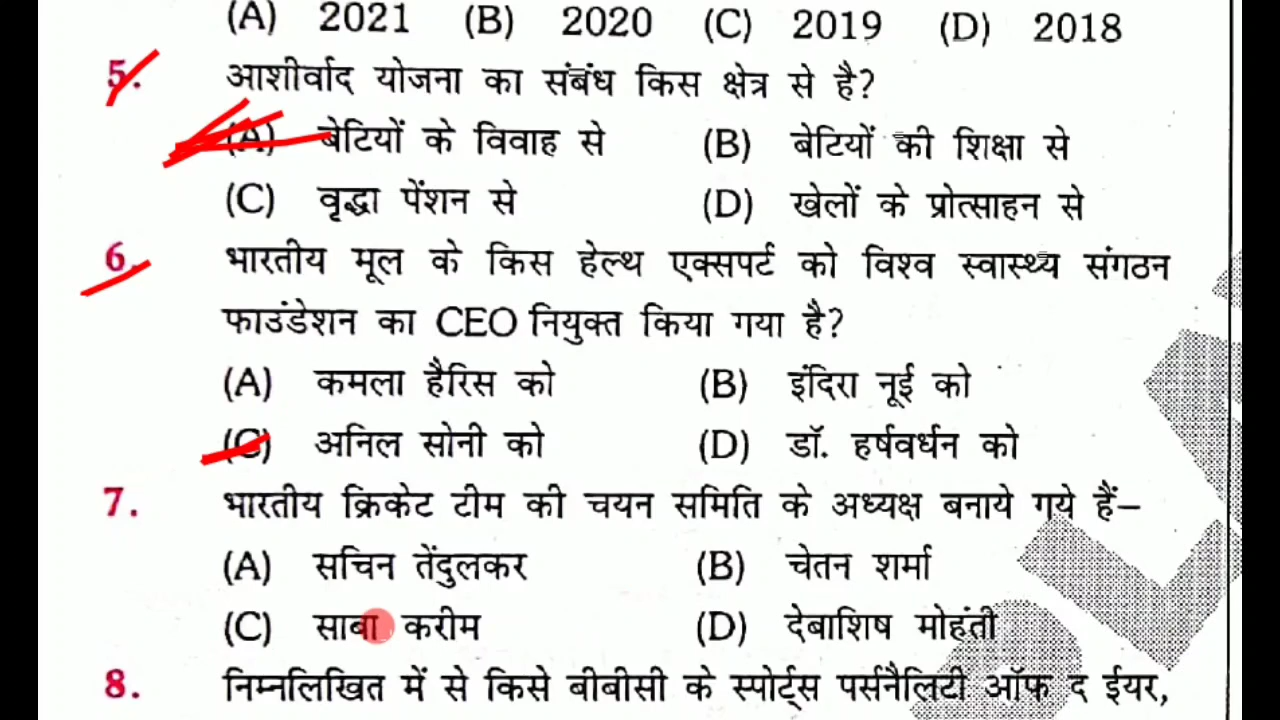 (A) 2021 (B) 2020 (C) 2019 (D) 2018
5. आशीर्वाद योजना का संबंध किस क्षेत्र से है?
(A) बेटियों के विवाह से (B) बेटियों की शिक्षा से
(C) वृद्धा पेंशन से (D) खेलों के प्रोत्साहन से
6. भारतीय मूल के किस हेल्थ एक्सपर्ट को विश्व स्वास्थ्य संगठन
फाउंडेशन का CEO नियुक्त किया गया है?
(A) कमला हैरिस को (B) इंदिरा नूई को
(C) अनिल सोनी को (D) डॉ. हर्षवर्धन को
7. भारतीय क्रिकेट टीम की चयन समिति के अध्यक्ष बनाये गये हैं–
(A) सचिन तेंदुलकर (B) चेतन शर्मा
(C) साबा करीम (D) देबाशिष मोहंती
8. निम्नलिखित में से किसे बीबीसी के स्पोर्ट्स पर्सनैलिटी ऑफ द ईयर,